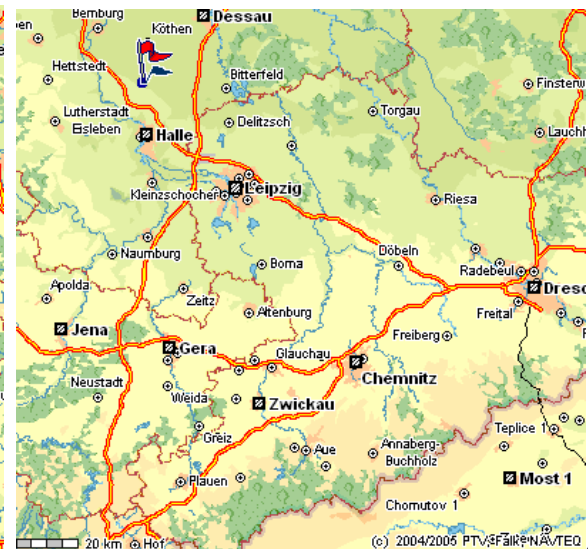 Bernburg
Dessau
Köthen
en
Hettstedt
Bitterfeld
Finsterw
Lutherstadt
Eisleben
Torgau
Delitzsch
Lauchh
Halle
Kleinzschocher
Leipzig
Riesa
Naumburg
Döbeln
Borna
Radebeul
Apolda
Zeitz
Dresd
Altenburg
Freital
Jena
Freiberg
Gera
Glauchau
Chemnitz
Neustadt
Weida
Zwickau
Greiz
Teplice 1
Aue
Annaberg-
Buchholz
Plauen
Most 1
Chomutov 1
20 km
Hof
(c) 2004/2005 PTV, Falk, NAVTEQ